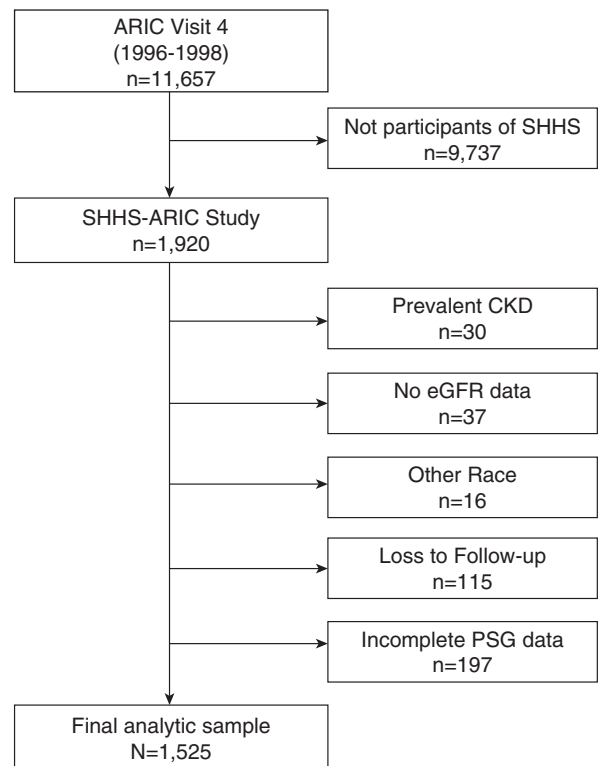 ARIC Visit 4
(1996-1998)
n=11,657
Not participants of SHHS
n=9,737
SHHS-ARIC Study
n=1,920
Prevalent CKD
n=30
No eGFR data
n=37
Other Race
n=16
Loss to Follow-up
n=115
Incomplete PSG data
n=197
Final analytic sample
N=1,525